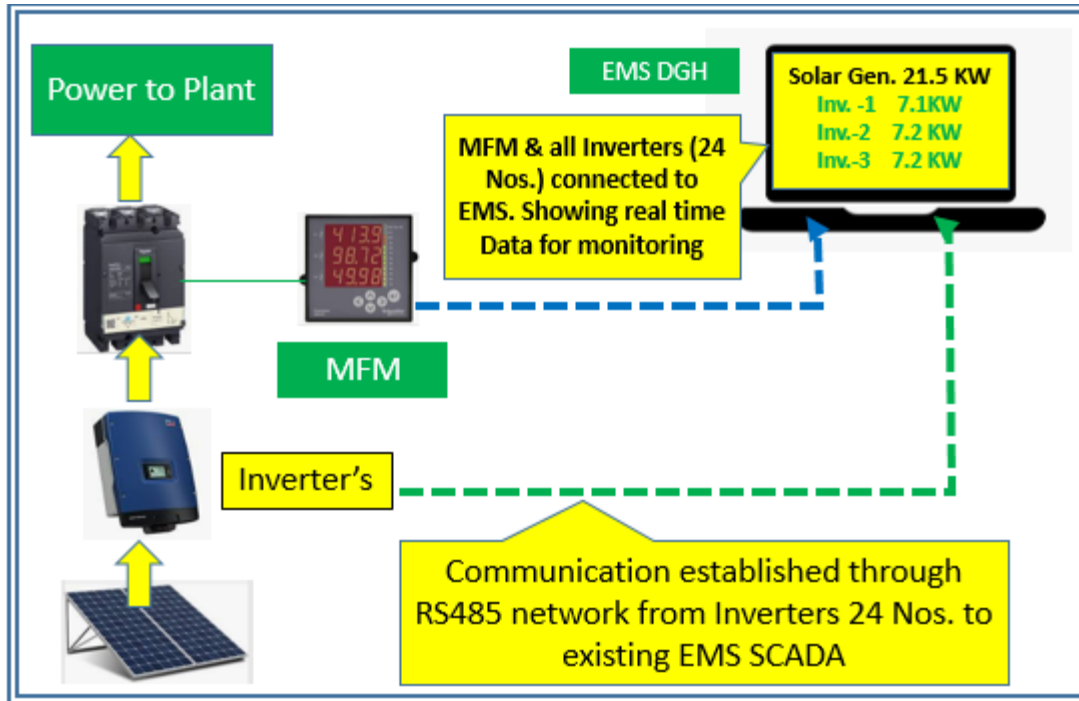 Power to Plant
EMS DGH
Solar Gen. 21.5 KW
Inv. -1 7.1KW
Inv.-2 7.2 KW
Inv.-3 7.2 KW
MFM & all Inverters (24
Nos.) connected to
EMS. Showing real time
Data for monitoring
413.9
98.72
49.98
MFM
Inverter's
Communication established through
RS485 network from Inverters 24 Nos. to
existing EMS SCADA